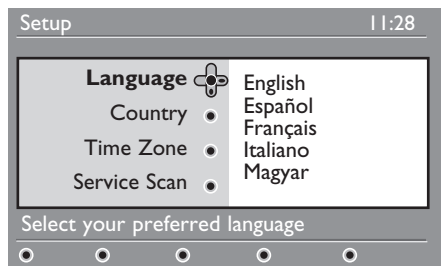 Setup 11:28
Language
Country
Time Zone
Service Scan
English
Español
Français
Italiano
Magyar
Select your preferred language